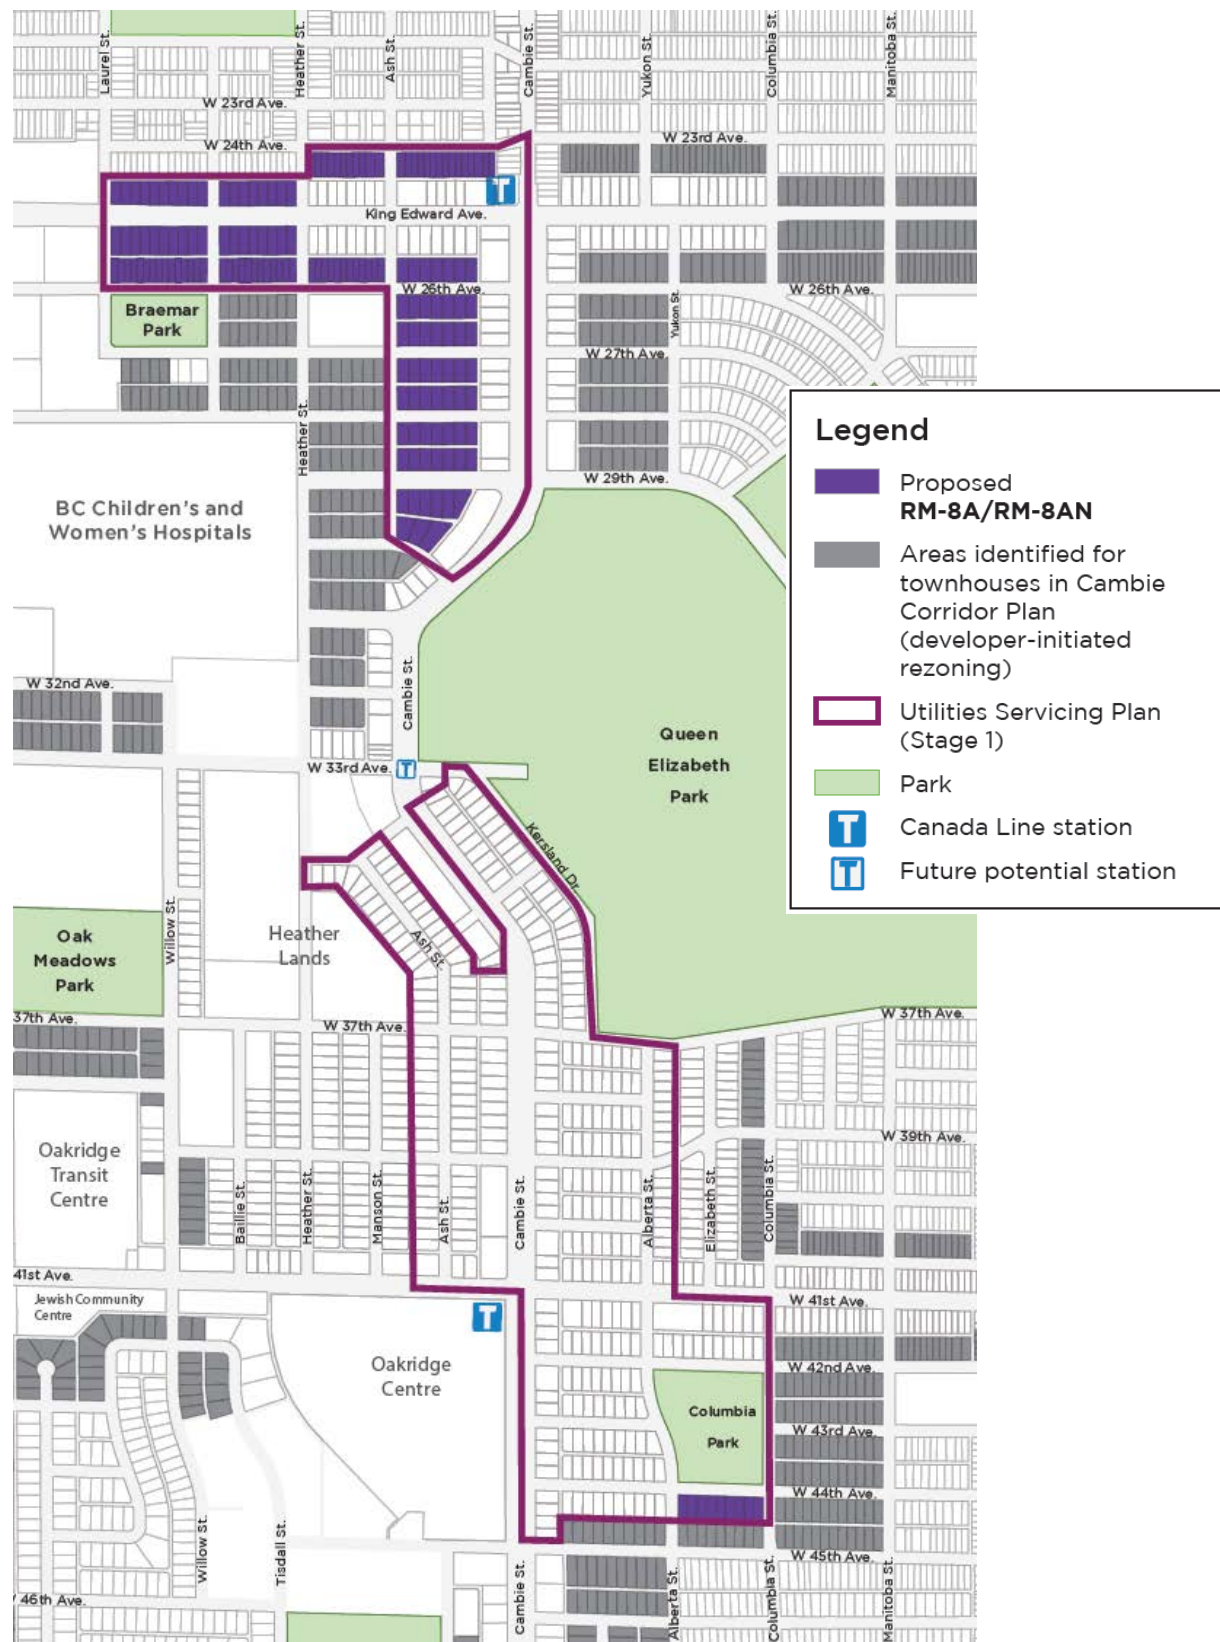 Laurel St.
Heather St.
Ash St.
Cambie St.
Yukon St.
Columbia St.
Manitoba St.
W 23rd Ave.
W 24th Ave.
W 23rd Ave.
T
King Edward Ave.
W 26th Ave.
W 26th Ave.
Yukon St.
Braemar
Park
W 27th Ave.
Heather St.
W 29th Ave.
BC Children's and
Women's Hospitals
Legend
Proposed
RM-8A/RM-8AN
Areas identified for
townhouses in Cambie
Corridor Plan
(developer-initiated
rezoning)
Utilities Servicing Plan
(Stage 1)
Park
T Canada Line station
T Future potential station
W 32nd Ave.
Cambie St.
Queen
Elizabeth
Park
W 33rd Ave.
T
Kersland Dr.
Willow St.
Oak
Meadows
Park
Heather
Lands
Ash St.
37th Ave.
W 37th Ave.
W 37th Ave.
W 39th Ave.
Oakridge
Transit
Centre
Baillie St.
Heather St.
Manson St.
Ash St.
Cambie St.
Alberta St.
Elizabeth St.
Columbia St.
41st Ave.
W 41st Ave.
Jewish Community
Centre
T
Oakridge
Centre
W 42nd Ave.
Columbia
Park
W 43rd Ave.
W 44th Ave.
Willow St.
Tisdall St.
Cambie St.
Alberta St.
Columbia St.
Manitoba St.
W 45th Ave.
46th Ave.